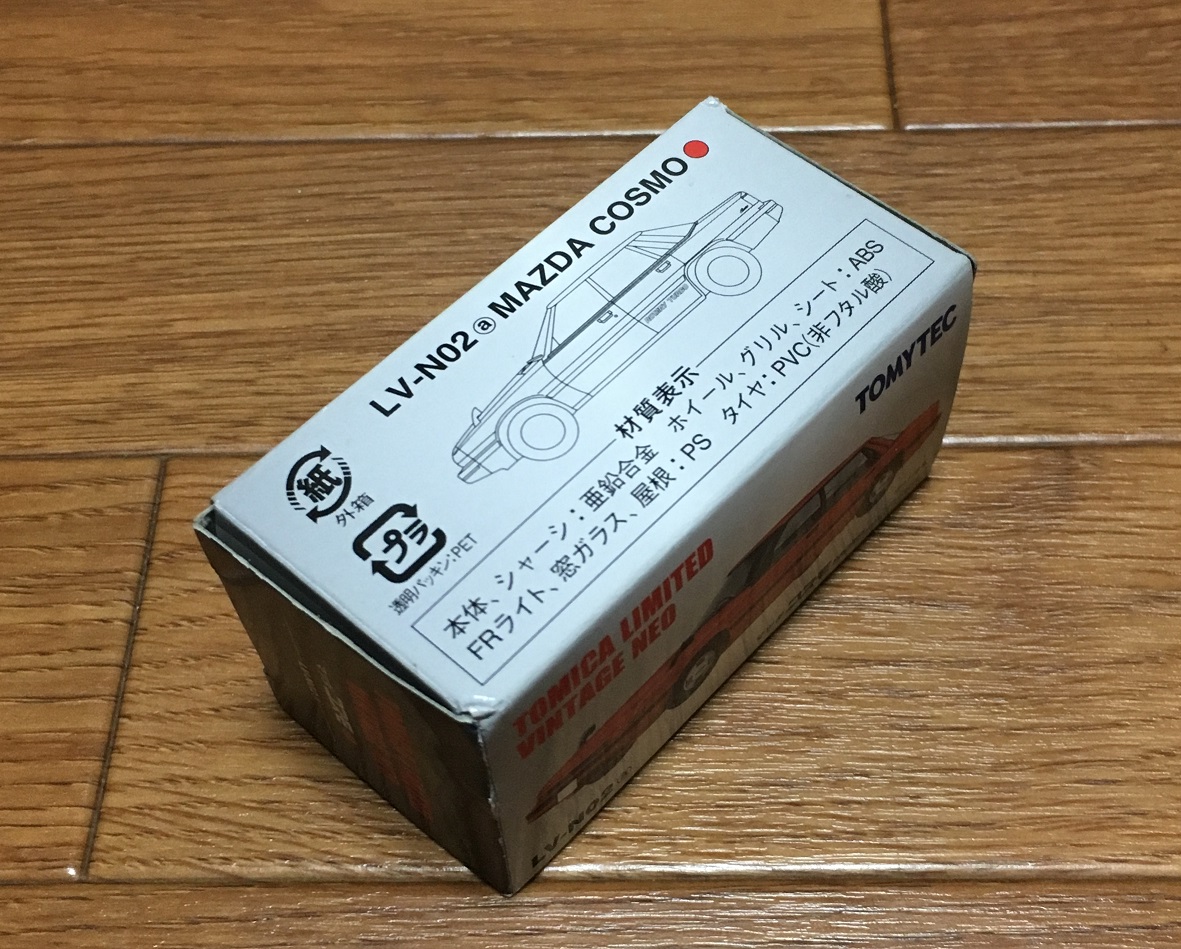 LV-N02 ⓐ MAZDA COSMO
紙
外箱
プラ
透明パッキン:PET
材質表示
本体、シャーシ：亜鉛合金 ホイール、グリル、シート：ABS
FRライト、窓ガラス、屋根：PS タイヤ：PVC(非フタル酸)
TOMYTEC
TOMICA LIMITED
VINTAGE NEO
LV-N02 ⓐ